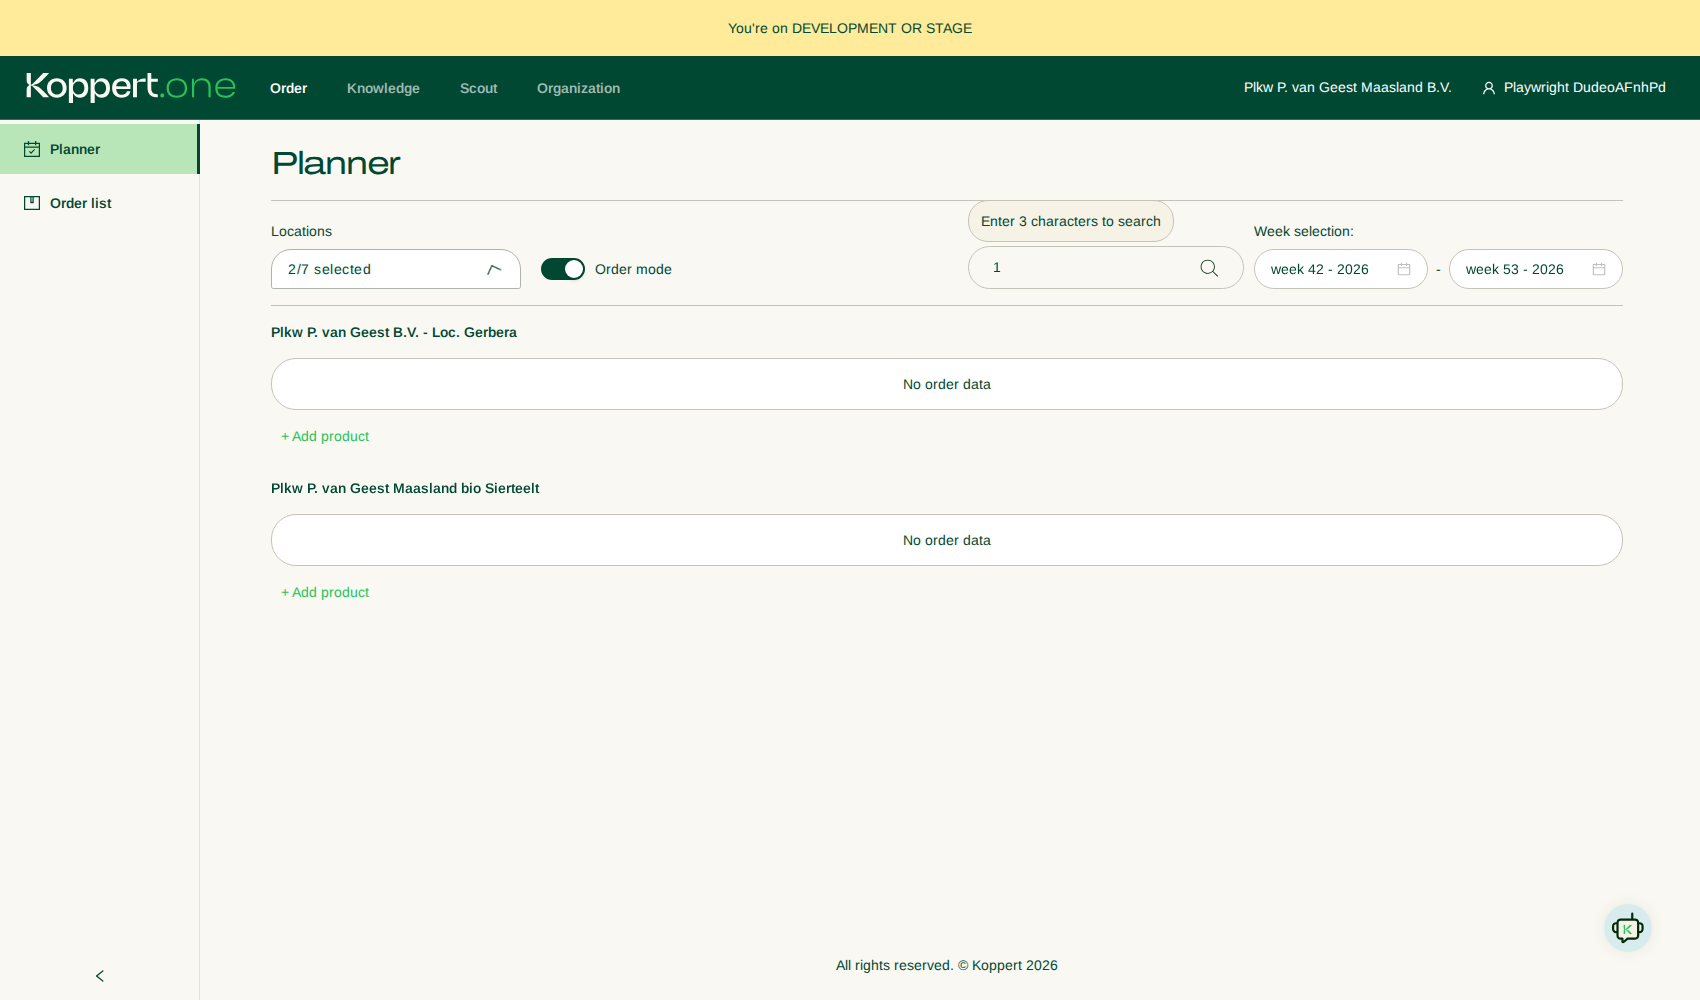 You're on DEVELOPMENT OR STAGE
Koppert.one
Order
Knowledge
Scout
Organization
Plkw P. van Geest Maasland B.V.
Playwright DudeoAFnhPd
Planner
Order list
Planner
Locations
2/7 selected
Order mode
Enter 3 characters to search
1
Week selection:
week 42 - 2026
-
week 53 - 2026
Plkw P. van Geest B.V. - Loc. Gerbera
No order data
+ Add product
Plkw P. van Geest Maasland bio Sierteelt
No order data
+ Add product
All rights reserved. © Koppert 2026